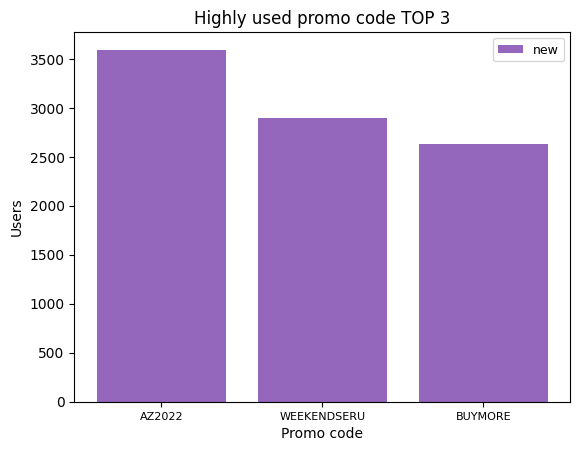 Highly used promo code TOP 3
new
Users
3500
3000
2500
2000
1500
1000
500
0
AZ2022 WEEKENDSERU BUYMORE
Promo code